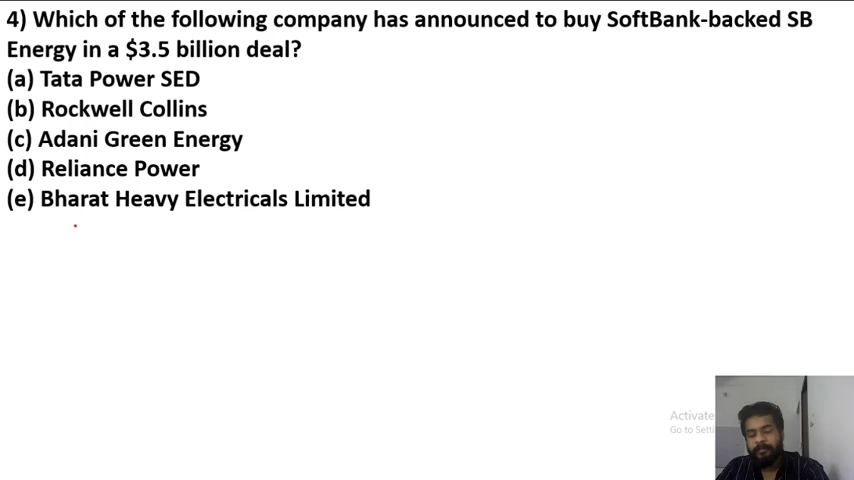 4) Which of the following company has announced to buy SoftBank-backed SB
Energy in a $3.5 billion deal?
(a) Tata Power SED
(b) Rockwell Collins
(c) Adani Green Energy
(d) Reliance Power
(e) Bharat Heavy Electricals Limited
Activate
Go to